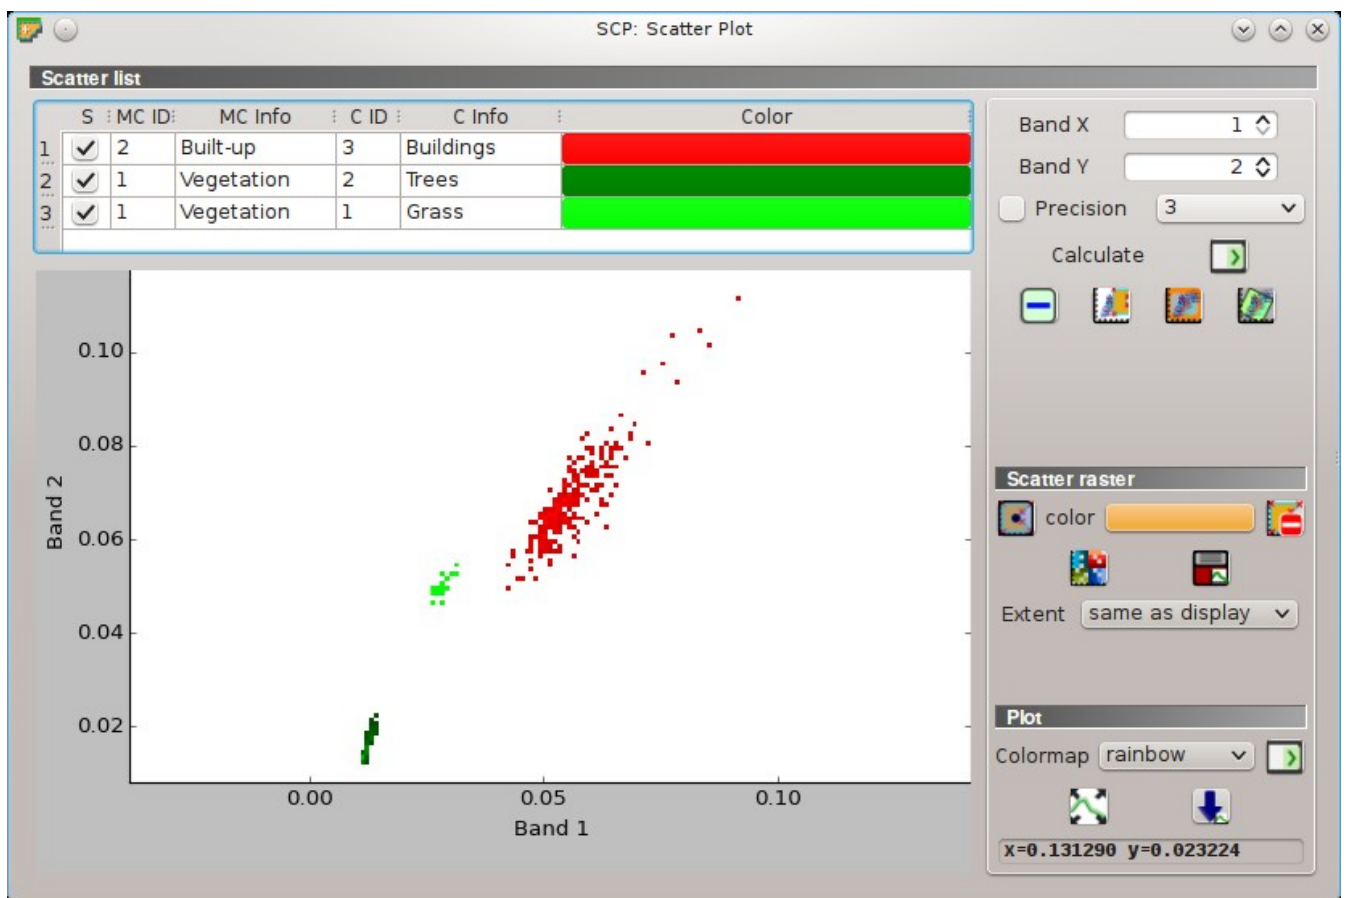 SCP: Scatter Plot
Scatter list
S MC ID MC Info C ID C Info Color
1 2 Built-up 3 Buildings
2 1 Vegetation 2 Trees
3 1 Vegetation 1 Grass
Band X 1
Band Y 2
Precision 3
Calculate
0.10
0.08
0.06
0.04
0.02
Band 2
0.00 0.05 0.10
Band 1
Scatter raster
color
Extent same as display
Plot
Colormap rainbow
x=0.131290 y=0.023224